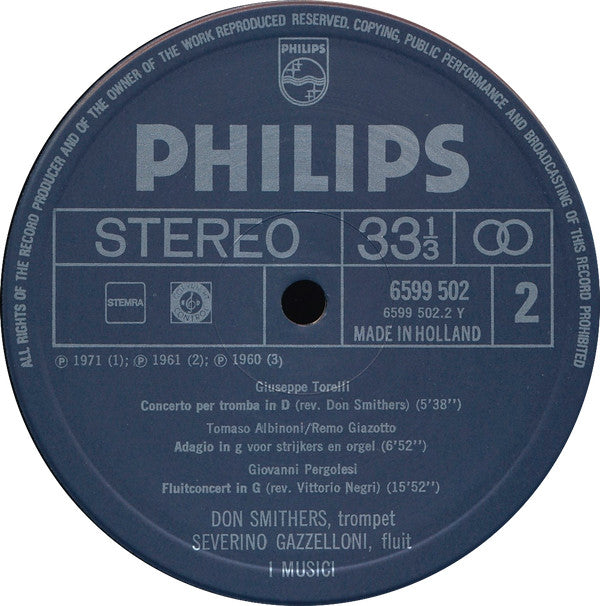 ALL RIGHTS OF THE RECORD PRODUCER AND OF THE OWNER OF THE WORK REPRODUCED RESERVED. COPYING, PUBLIC PERFORMANCE AND BROADCASTING OF THIS RECORD PROHIBITED
PHILIPS
PHILIPS
STEREO
33 1/3
STEMRA
6599 502
6599 502.2 Y
MADE IN HOLLAND
2
Ⓟ 1971 (1); Ⓟ 1961 (2); Ⓟ 1960 (3)
Giuseppe Torelli
Concerto per tromba in D (rev. Don Smithers) (5'38'')
Tomaso Albinoni/Remo Giazotto
Adagio in g voor strijkers en orgel (6'52'')
Giovanni Pergolesi
Fluitconcert in G (rev. Vittorio Negri) (15'52'')
DON SMITHERS, trompet
SEVERINO GAZZELLONI, fluit
I MUSICI